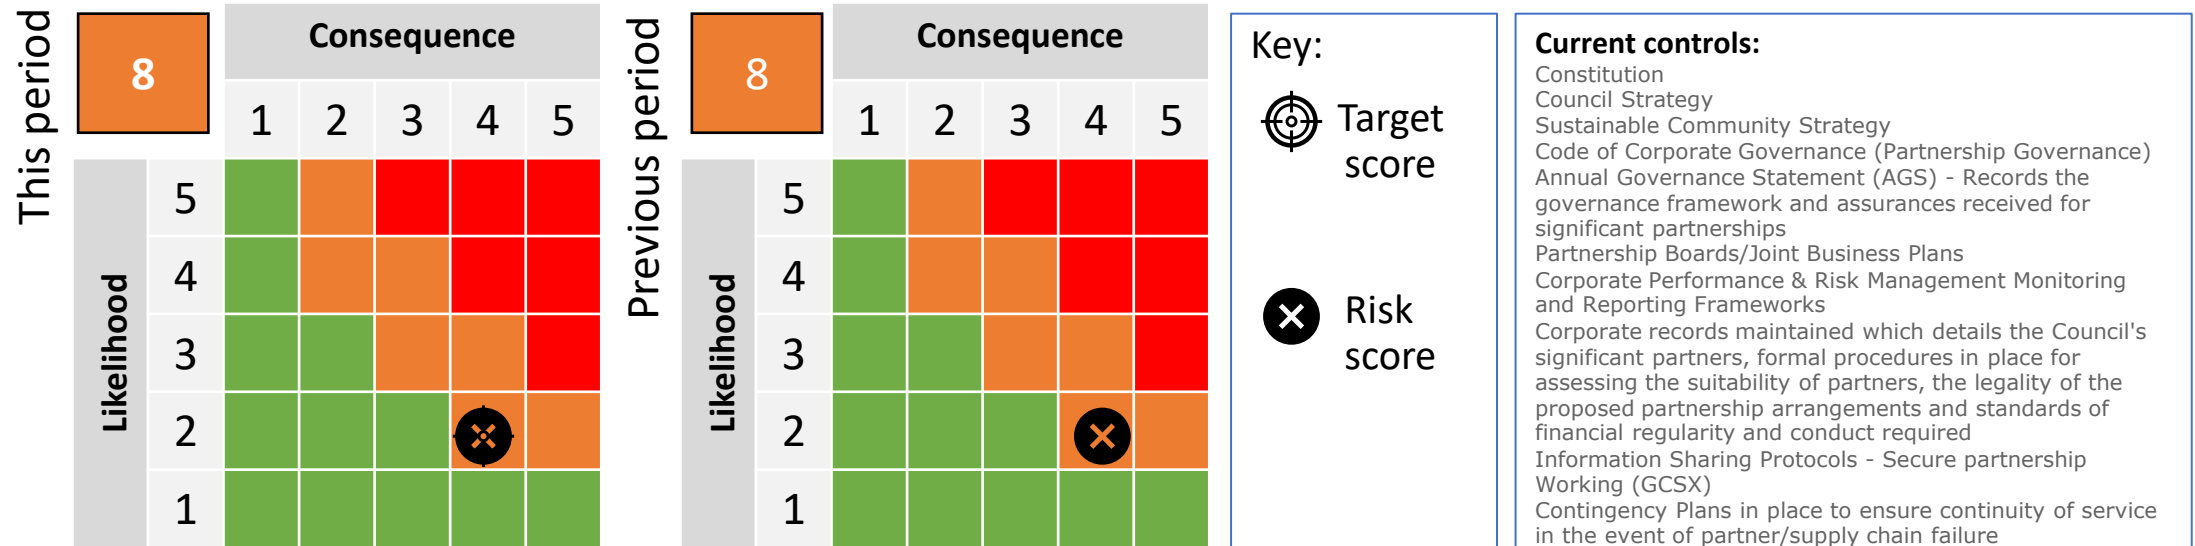 This period
8
Consequence
1 2 3 4 5
Likelihood
5
4
3
2
1
Previous period
8
Consequence
1 2 3 4 5
Likelihood
5
4
3
2
1
Key:
Target
score
Risk
score
Current controls:
Constitution
Council Strategy
Sustainable Community Strategy
Code of Corporate Governance (Partnership Governance)
Annual Governance Statement (AGS) - Records the
governance framework and assurances received for
significant partnerships
Partnership Boards/Joint Business Plans
Corporate Performance & Risk Management Monitoring
and Reporting Frameworks
Corporate records maintained which details the Council's
significant partners, formal procedures in place for
assessing the suitability of partners, the legality of the
proposed partnership arrangements and standards of
financial regularity and conduct required
Information Sharing Protocols - Secure partnership
Working (GCSX)
Contingency Plans in place to ensure continuity of service
in the event of partner/supply chain failure